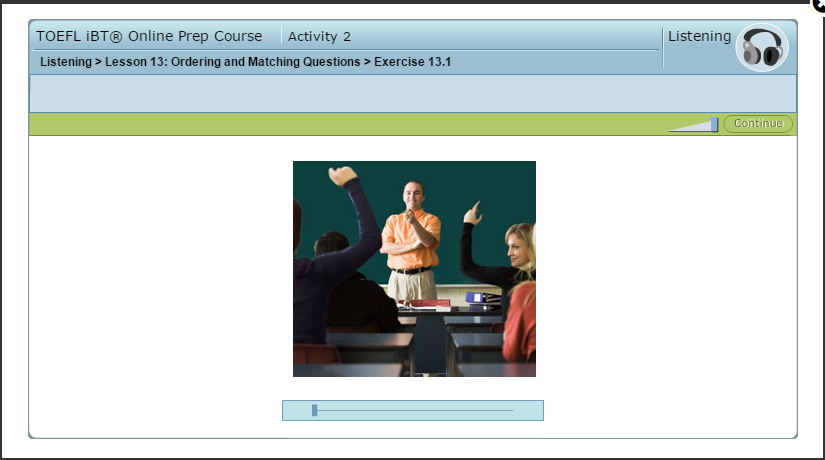 TOEFL iBT® Online Prep Course Activity 2 Listening
Listening > Lesson 13: Ordering and Matching Questions > Exercise 13.1
Continue